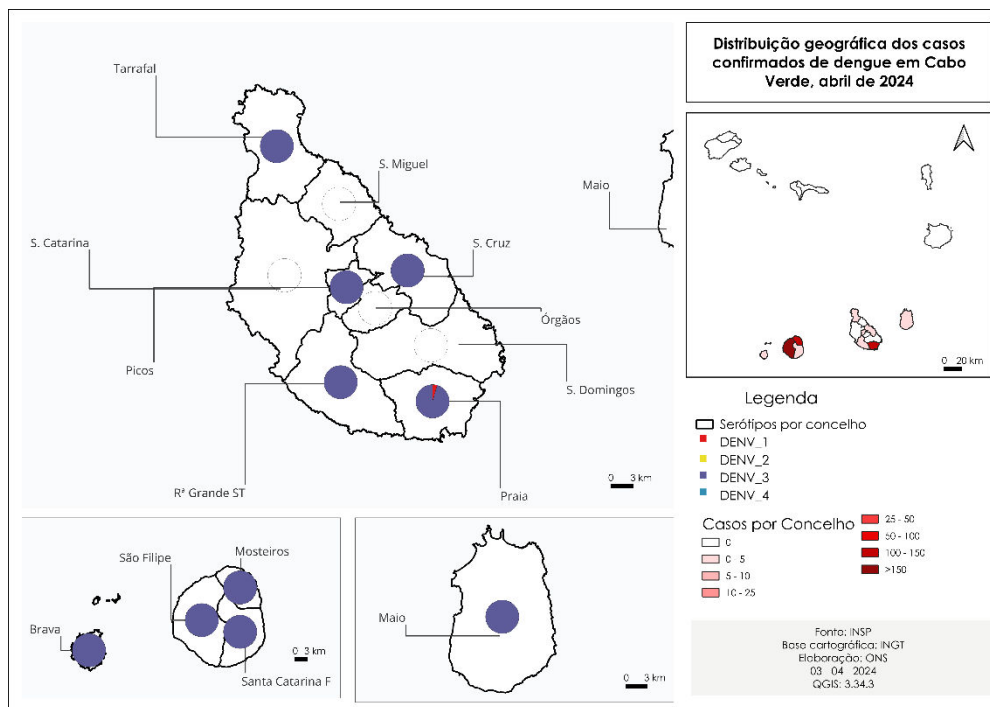 Distribuição geográfica dos casos
confirmados de dengue em Cabo
Verde, abril de 2024
Tarrafal
S. Miguel
Maio
S. Catarina
S. Cruz
Órgãos
Picos
S. Domingos
Rª Grande ST
Praia
0 3 km
0 20 km
Mosteiros
São Filipe
Brava
Santa Catarina F
0 3 km
Maio
0 3 km
Legenda
Serótipos por concelho
DENV_1
DENV_2
DENV_3
DENV_4
Casos por Concelho
0
0 - 5
5 - 10
10 - 25
25 - 50
50 - 100
100 - 150
>150
Fonte: INSP
Base cartográfica: INGT
Elaboração: ONS
03 04 2024
QGIS: 3.34.3